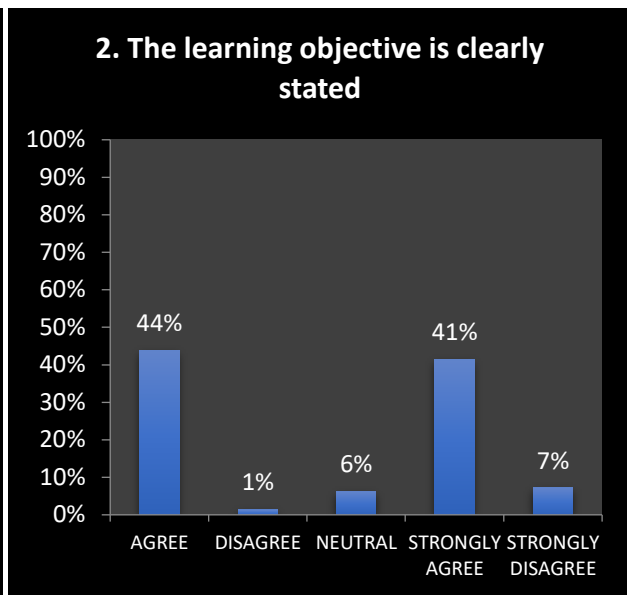 2. The learning objective is clearly
stated
100%
90%
80%
70%
60%
50%
40%
30%
20%
10%
0%
44%
1%
6%
41%
7%
AGREE
DISAGREE
NEUTRAL
STRONGLY
AGREE
STRONGLY
DISAGREE